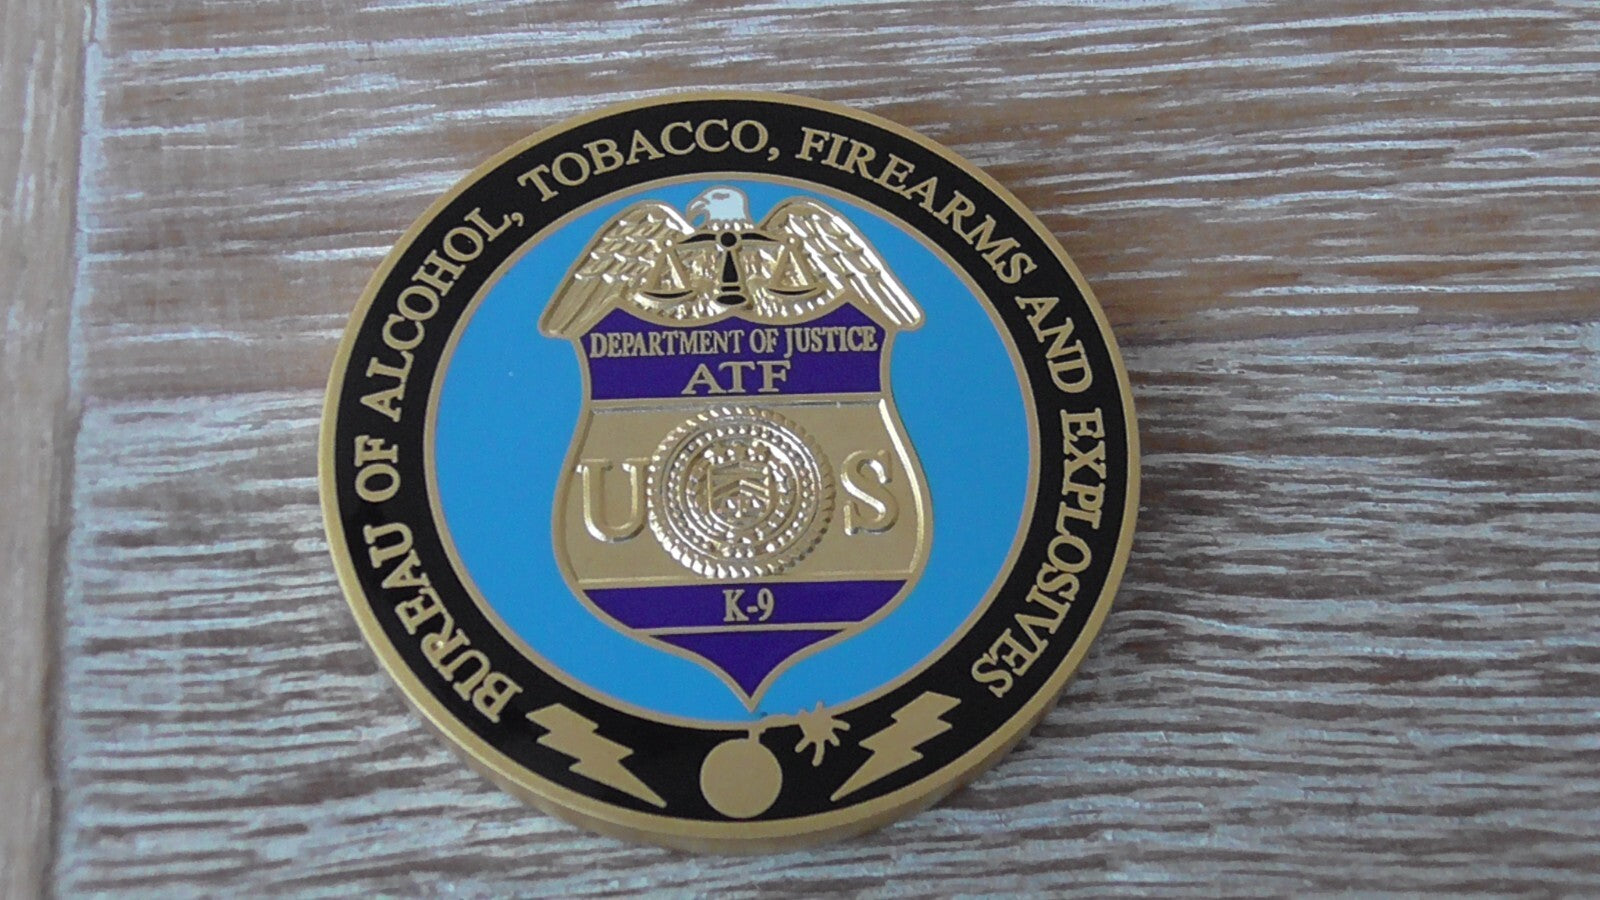 BUREAU OF ALCOHOL, TOBACCO, FIREARMS AND EXPLOSIVES
DEPARTMENT OF JUSTICE
ATF
U S
K-9